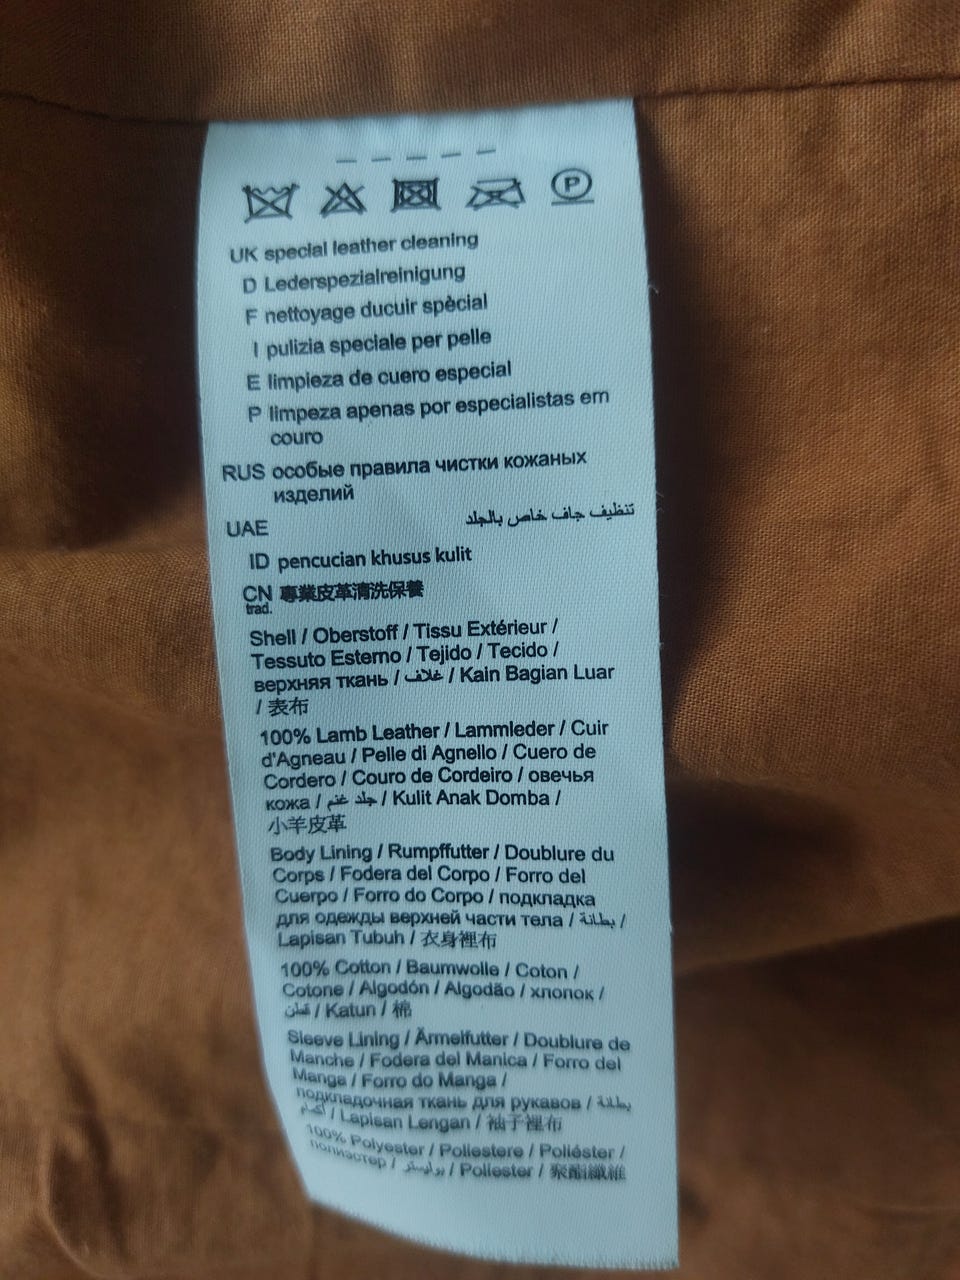 P
UK special leather cleaning
D Lederspezialreinigung
F nettoyage ducuir spècial
I pulizia speciale per pelle
E limpieza de cuero especial
P limpeza apenas por especialistas em
couro
RUS особые правила чистки кожаных
изделий
UAE تنظيف جاف خاص بالجلد
ID pencucian khusus kulit
CN 專業皮革清洗保養
trad.
Shell / Oberstoff / Tissu Extérieur /
Tessuto Esterno / Tejido / Tecido /
верхняя ткань / غلاف / Kain Bagian Luar
/ 表布
100% Lamb Leather / Lammleder / Cuir
d'Agneau / Pelle di Agnello / Cuero de
Cordero / Couro de Cordeiro / овечья
кожа / جلد غنم / Kulit Anak Domba /
小羊皮革
Body Lining / Rumpffutter / Doublure du
Corps / Fodera del Corpo / Forro del
Cuerpo / Forro do Corpo / подкладка
для одежды верхней части тела / بطانة /
Lapisan Tubuh / 衣身裡布
100% Cotton / Baumwolle / Coton /
Cotone / Algodón / Algodão / хлопок /
قطن / Katun / 棉
Sleeve Lining / Ärmelfutter / Doublure de
Manche / Fodera del Manica / Forro del
Manga / Forro do Manga /
подкладочная ткань для рукавов / بطانة
أكمام / Lapisan Lengan / 袖子裡布
100% Polyester / Poliestere / Poliéster /
полиэстер / بوليستر / Poliester / 聚酯纖維